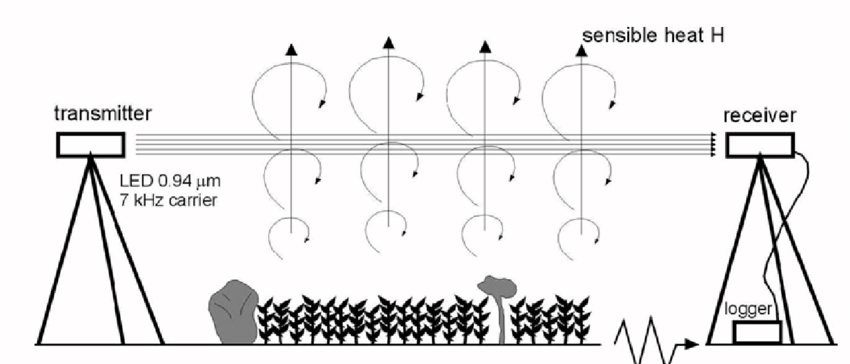 sensible heat H
transmitter
receiver
LED 0.94 µm
7 kHz carrier
logger